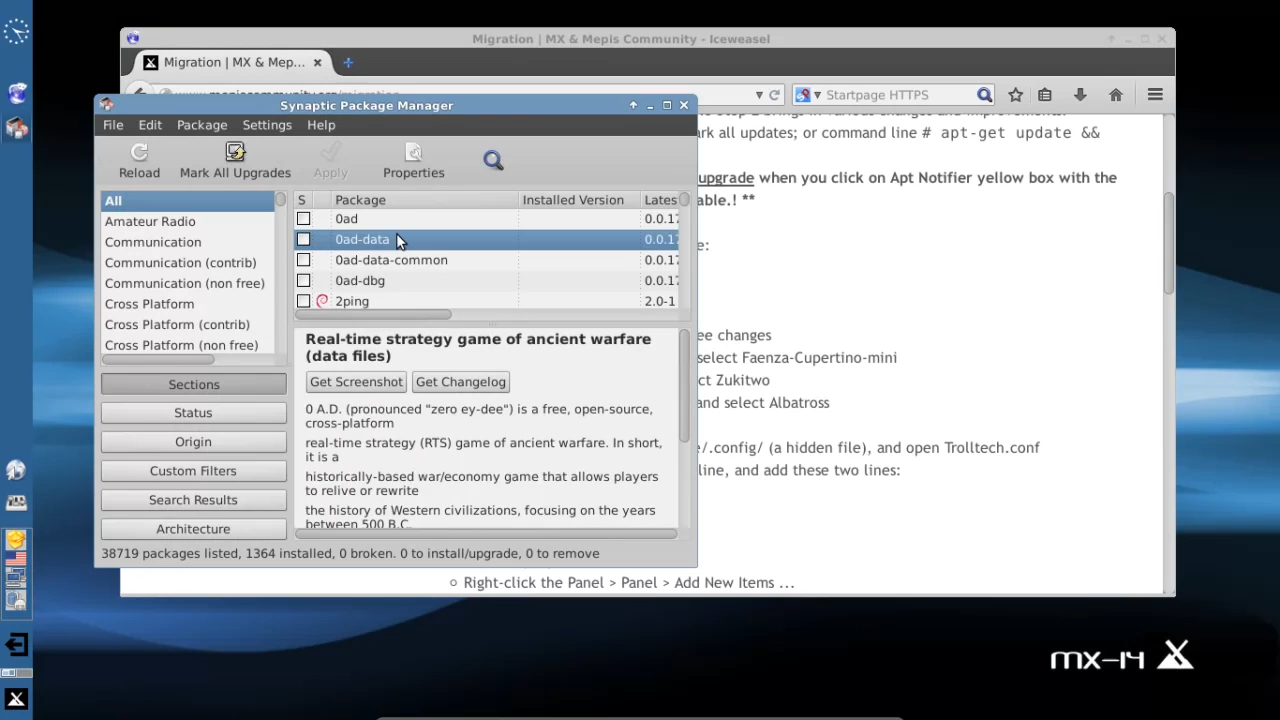 Migration | MX & Mepis Community - Iceweasel
Migration | MX & Mep...
Startpage HTTPS
Synaptic Package Manager
File Edit Package Settings Help
Reload
Mark All Upgrades
Apply
Properties
All
Amateur Radio
Communication
Communication (contrib)
Communication (non free)
Cross Platform
Cross Platform (contrib)
Cross Platform (non free)
Sections
Status
Origin
Custom Filters
Search Results
Architecture
S Package Installed Version Lates
0ad 0.0.17
0ad-data 0.0.17
0ad-data-common 0.0.17
0ad-dbg 0.0.17
2ping 2.0-1
Real-time strategy game of ancient warfare
(data files)
Get Screenshot Get Changelog
0 A.D. (pronounced "zero ey-dee") is a free, open-source,
cross-platform
real-time strategy (RTS) game of ancient warfare. In short,
it is a
historically-based war/economy game that allows players
to relive or rewrite
the history of Western civilizations, focusing on the years
between 500 B.C.
38719 packages listed, 1364 installed, 0 broken. 0 to install/upgrade, 0 to remove
rk all updates; or command line # apt-get update &&
upgrade when you click on Apt Notifier yellow box with the
able.! **
e:
ee changes
select Faenza-Cupertino-mini
ct Zukitwo
and select Albatross
e/.config/ (a hidden file), and open Trolltech.conf
line, and add these two lines:
Right-click the Panel > Panel > Add New Items ...
mx-14